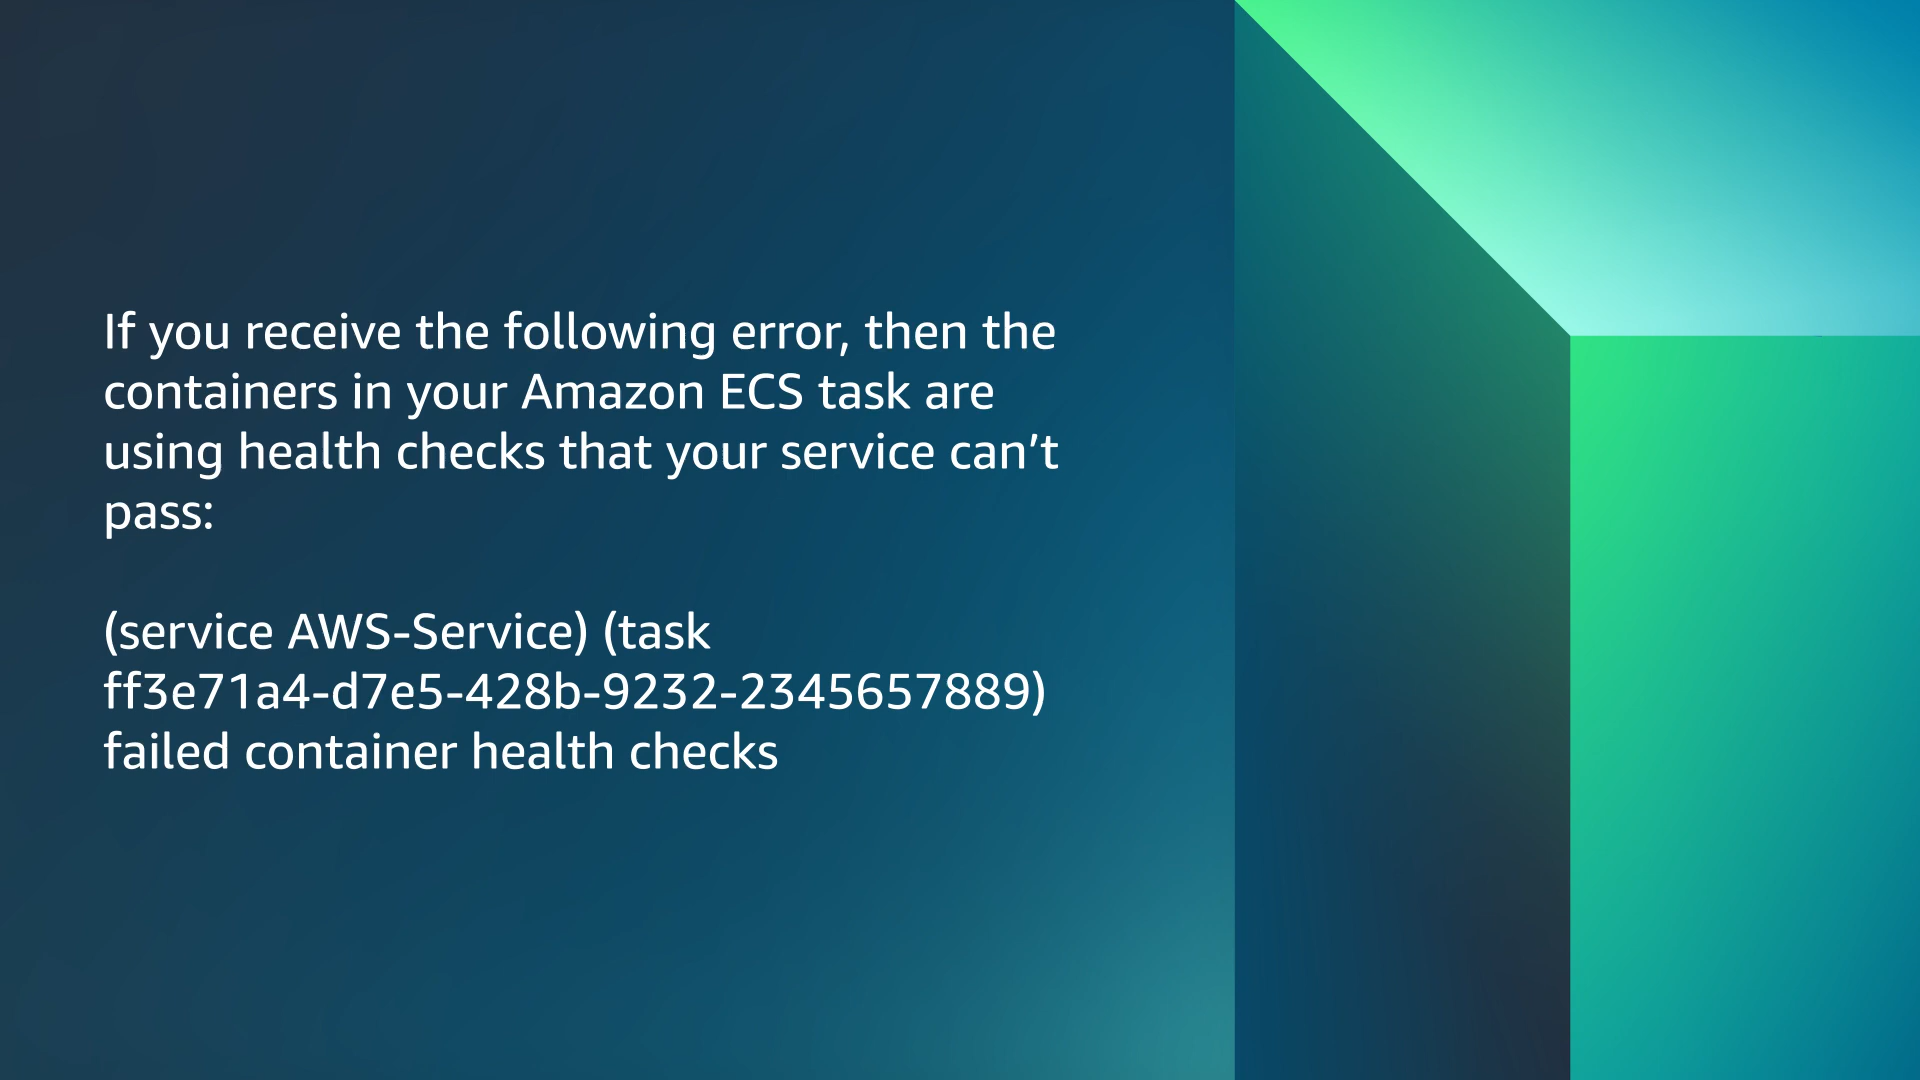 If you receive the following error, then the
containers in your Amazon ECS task are
using health checks that your service can’t
pass:
(service AWS-Service) (task
ff3e71a4-d7e5-428b-9232-2345657889)
failed container health checks